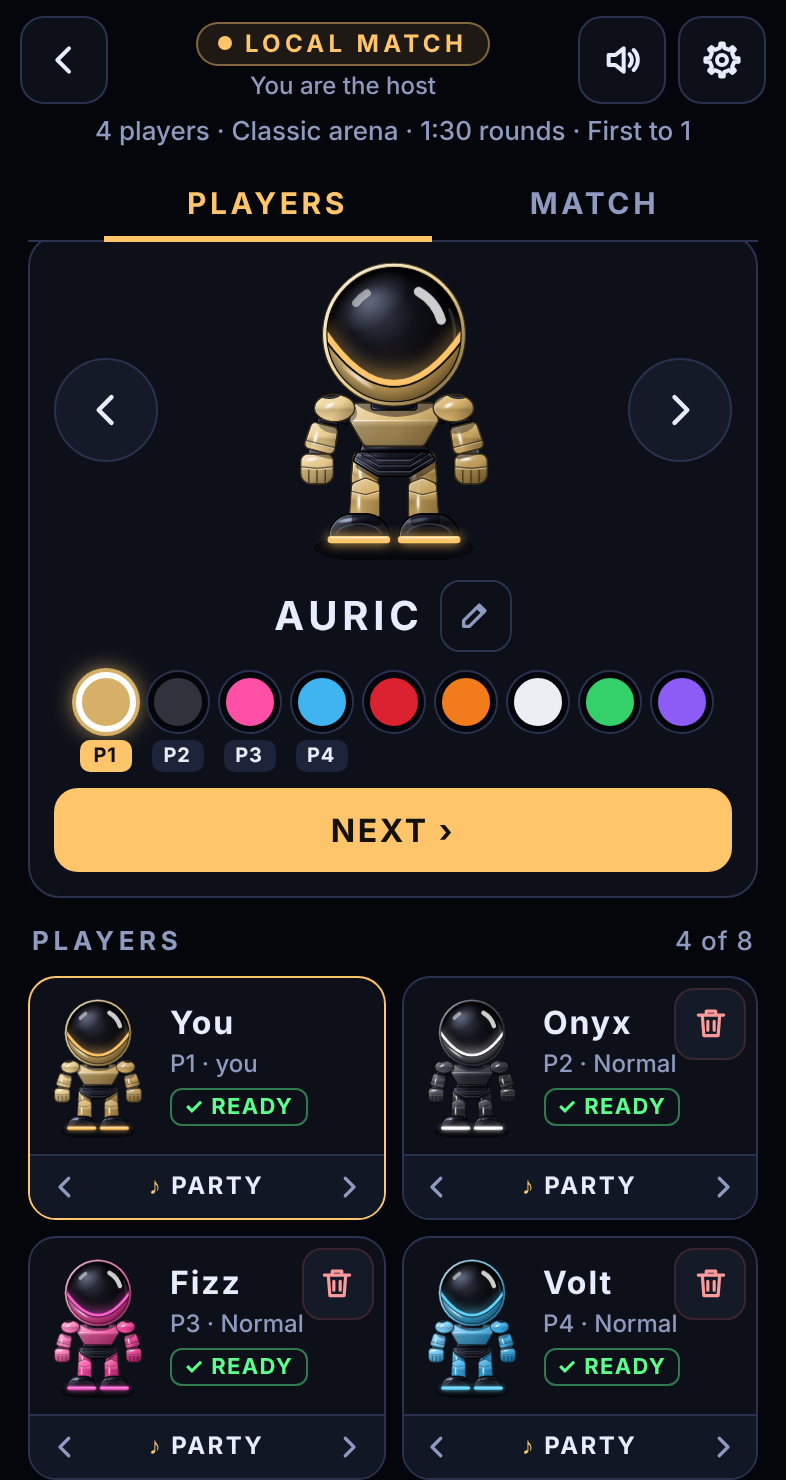 LOCAL MATCH
You are the host
4 players · Classic arena · 1:30 rounds · First to 1
PLAYERS MATCH
AURIC
P1 P2 P3 P4
NEXT ›
PLAYERS 4 of 8
You
P1 · you
✓ READY
♪ PARTY
Onyx
P2 · Normal
✓ READY
♪ PARTY
Fizz
P3 · Normal
✓ READY
♪ PARTY
Volt
P4 · Normal
✓ READY
♪ PARTY